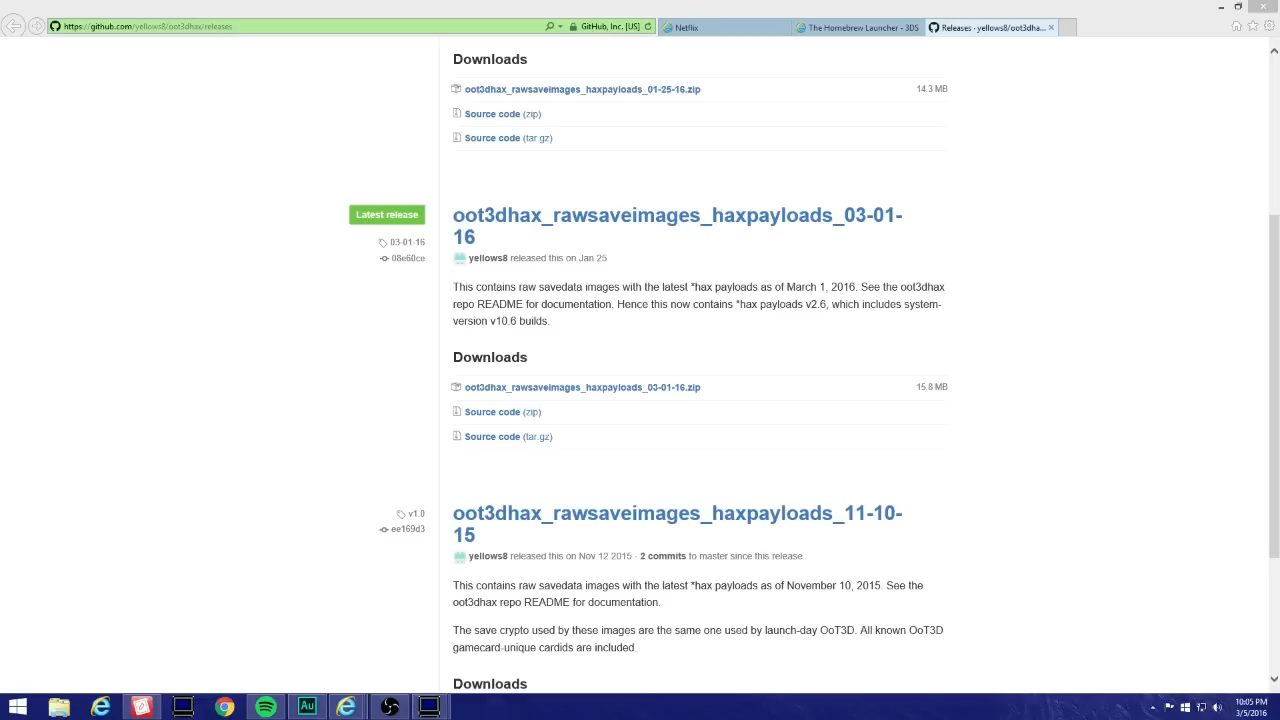 https://github.com/yellows8/oot3dhax/releases
GitHub, Inc. [US]
Netflix
The Homebrew Launcher - 3DS
Releases · yellows8/oot3dha...
Downloads
oot3dhax_rawsaveimages_haxpayloads_01-25-16.zip 14.3 MB
Source code (zip)
Source code (tar.gz)
Latest release
03-01-16
08e60ce
oot3dhax_rawsaveimages_haxpayloads_03-01-
16
yellows8 released this on Jan 25
This contains raw savedata images with the latest *hax payloads as of March 1, 2016. See the oot3dhax
repo README for documentation. Hence this now contains *hax payloads v2.6, which includes system-
version v10.6 builds.
Downloads
oot3dhax_rawsaveimages_haxpayloads_03-01-16.zip 15.8 MB
Source code (zip)
Source code (tar.gz)
v1.0
ee169d3
oot3dhax_rawsaveimages_haxpayloads_11-10-
15
yellows8 released this on Nov 12 2015 · 2 commits to master since this release
This contains raw savedata images with the latest *hax payloads as of November 10, 2015. See the
oot3dhax repo README for documentation.
The save crypto used by these images are the same one used by launch-day OoT3D. All known OoT3D
gamecard-unique cardids are included.
Downloads
Au
10:05 PM
3/5/2016